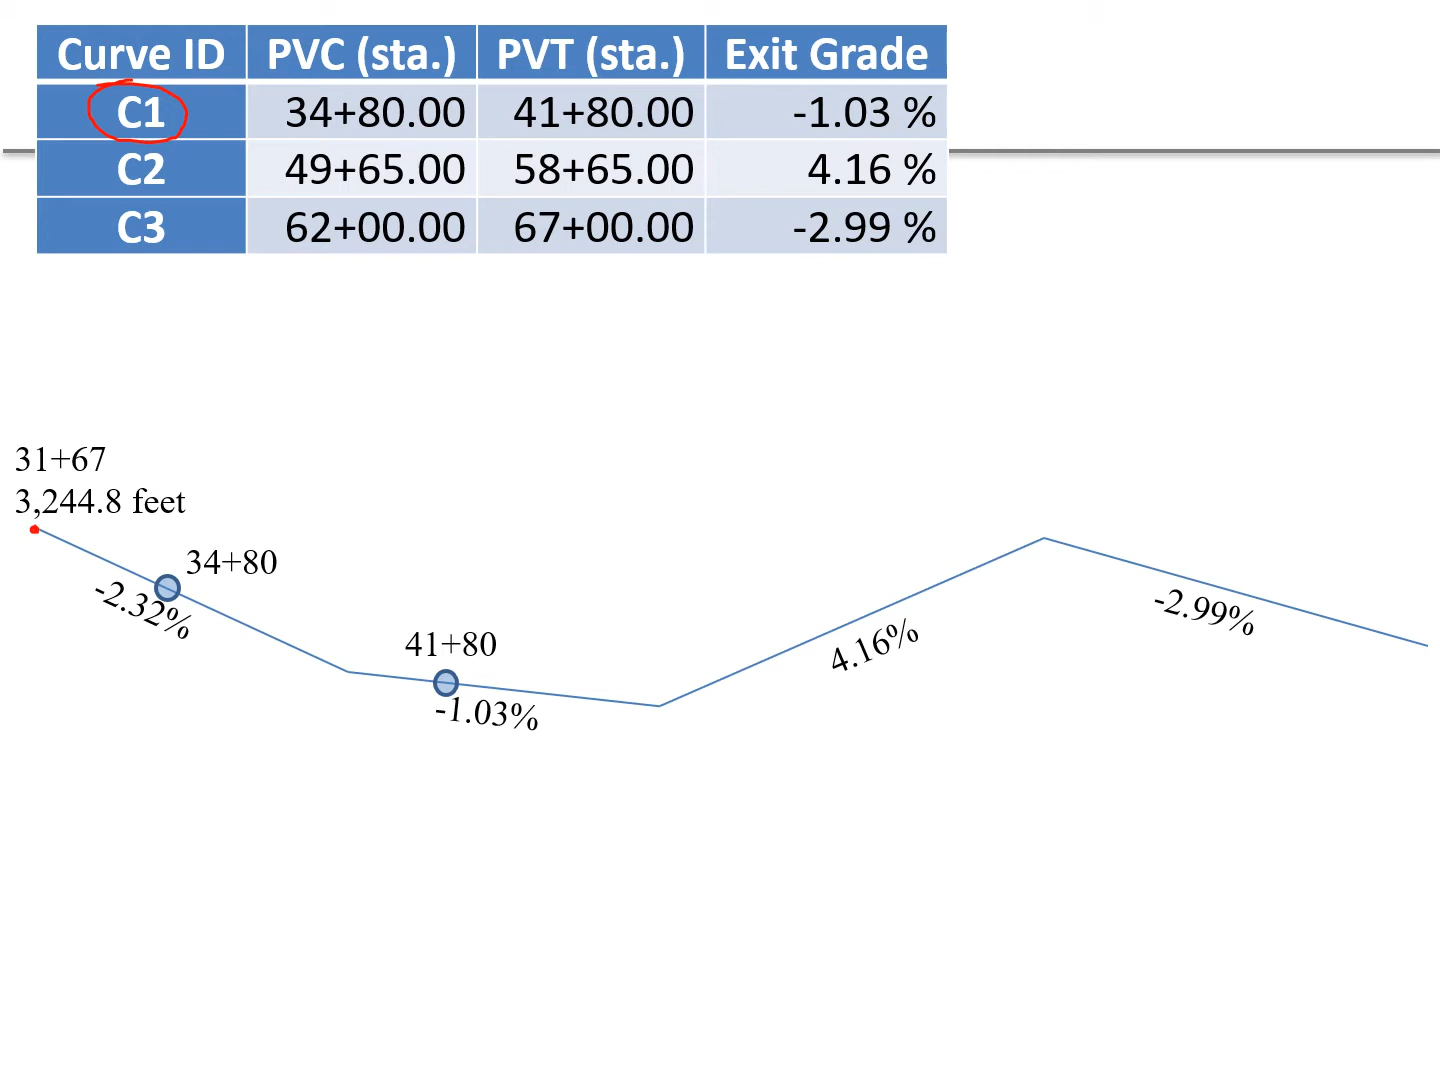 Curve ID PVC (sta.) PVT (sta.) Exit Grade
C1 34+80.00 41+80.00 -1.03 %
C2 49+65.00 58+65.00 4.16 %
C3 62+00.00 67+00.00 -2.99 %
31+67
3,244.8 feet
34+80
-2.32%
41+80
-1.03%
4.16%
-2.99%